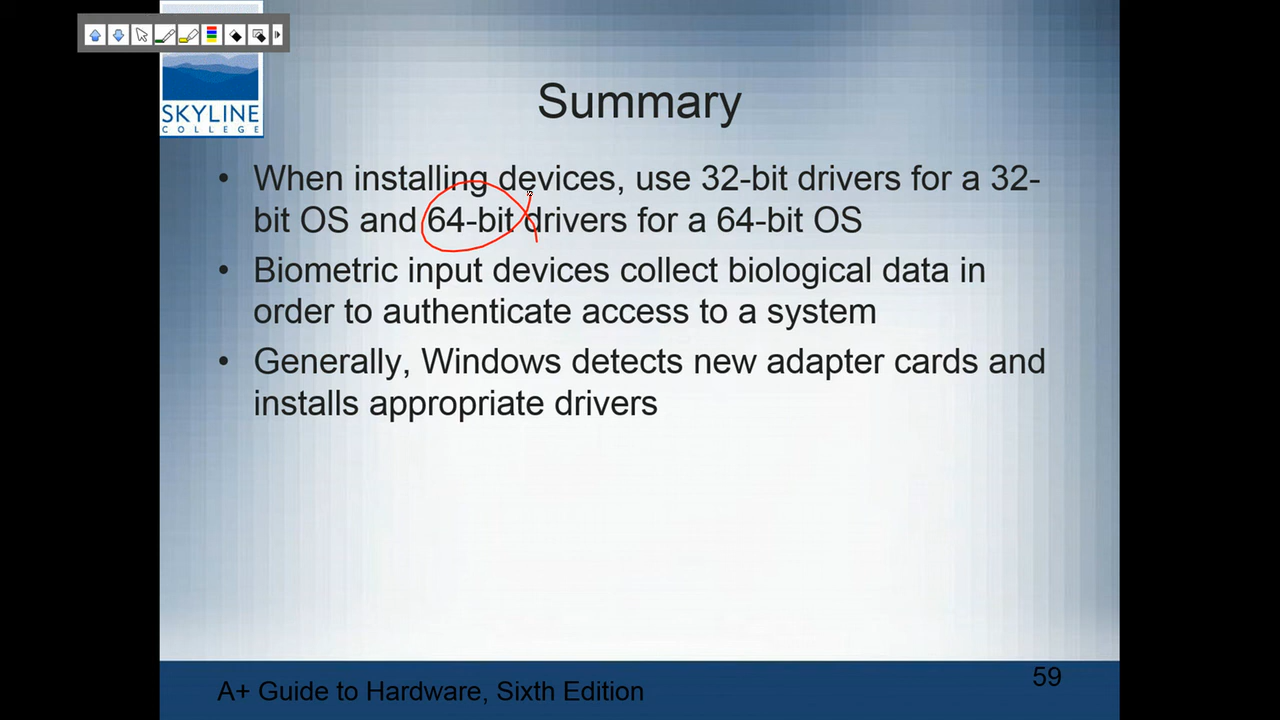 SKYLINE
COLLEGE
Summary
• When installing devices, use 32-bit drivers for a 32-
bit OS and 64-bit drivers for a 64-bit OS
• Biometric input devices collect biological data in
order to authenticate access to a system
• Generally, Windows detects new adapter cards and
installs appropriate drivers
A+ Guide to Hardware, Sixth Edition
59